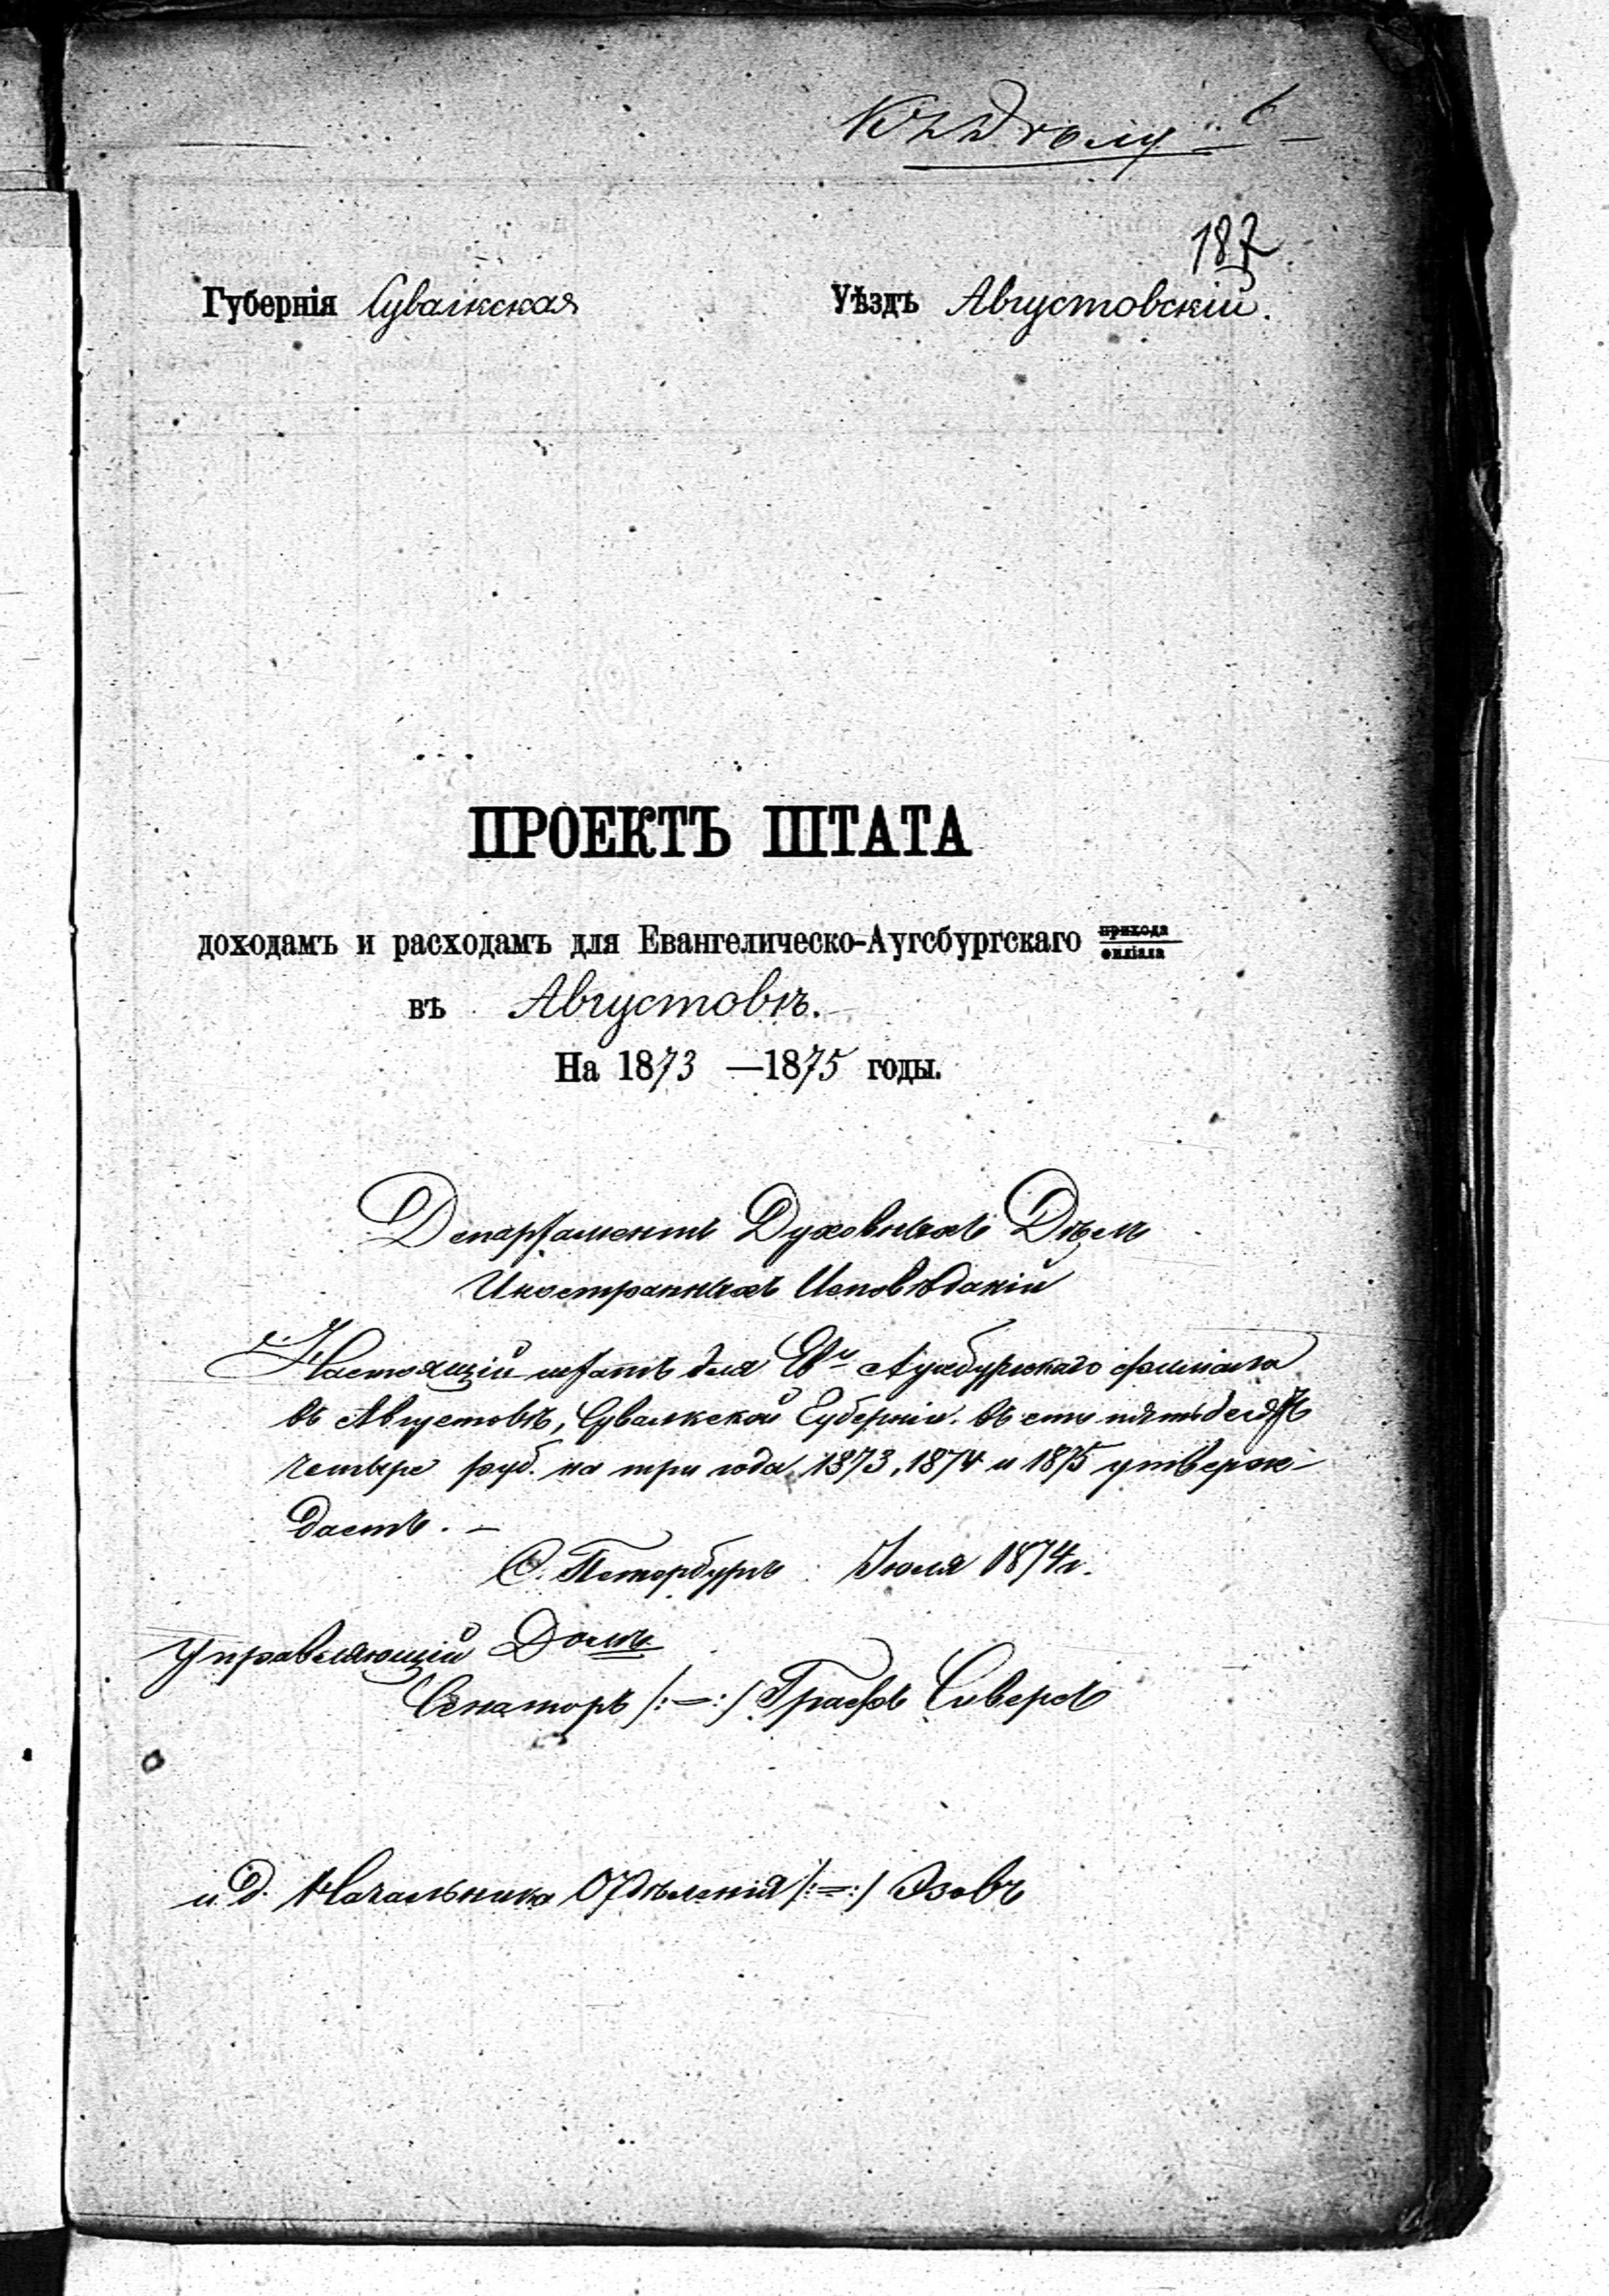 Къ Дѣлу
187
Губернія Сувалкская Уѣздъ Августовскій.
ПРОЕКТЪ ШТАТА
доходамъ и расходамъ для Евангелическо-Аугсбургскаго прихода
филіала
въ Августовѣ.
На 1873 —1875 годы.
Департаментъ Духовныхъ Дѣлъ
Иностранныхъ Исповѣданій
Настоящій штатъ для Ев. Аугсбургскаго филіала
въ Августовѣ, Сувалкской Губерніи. въ сто пятьдесятъ
четыре руб. на три года 1873, 1874 и 1875 утверж-
даетъ. —
С. Петербургъ Іюля 1874 г.
Управляющій Домъ
Сенаторъ /:—:/ Графъ Сиверсъ
и. д. Начальника Отдѣленія /:—:/ Эзовъ